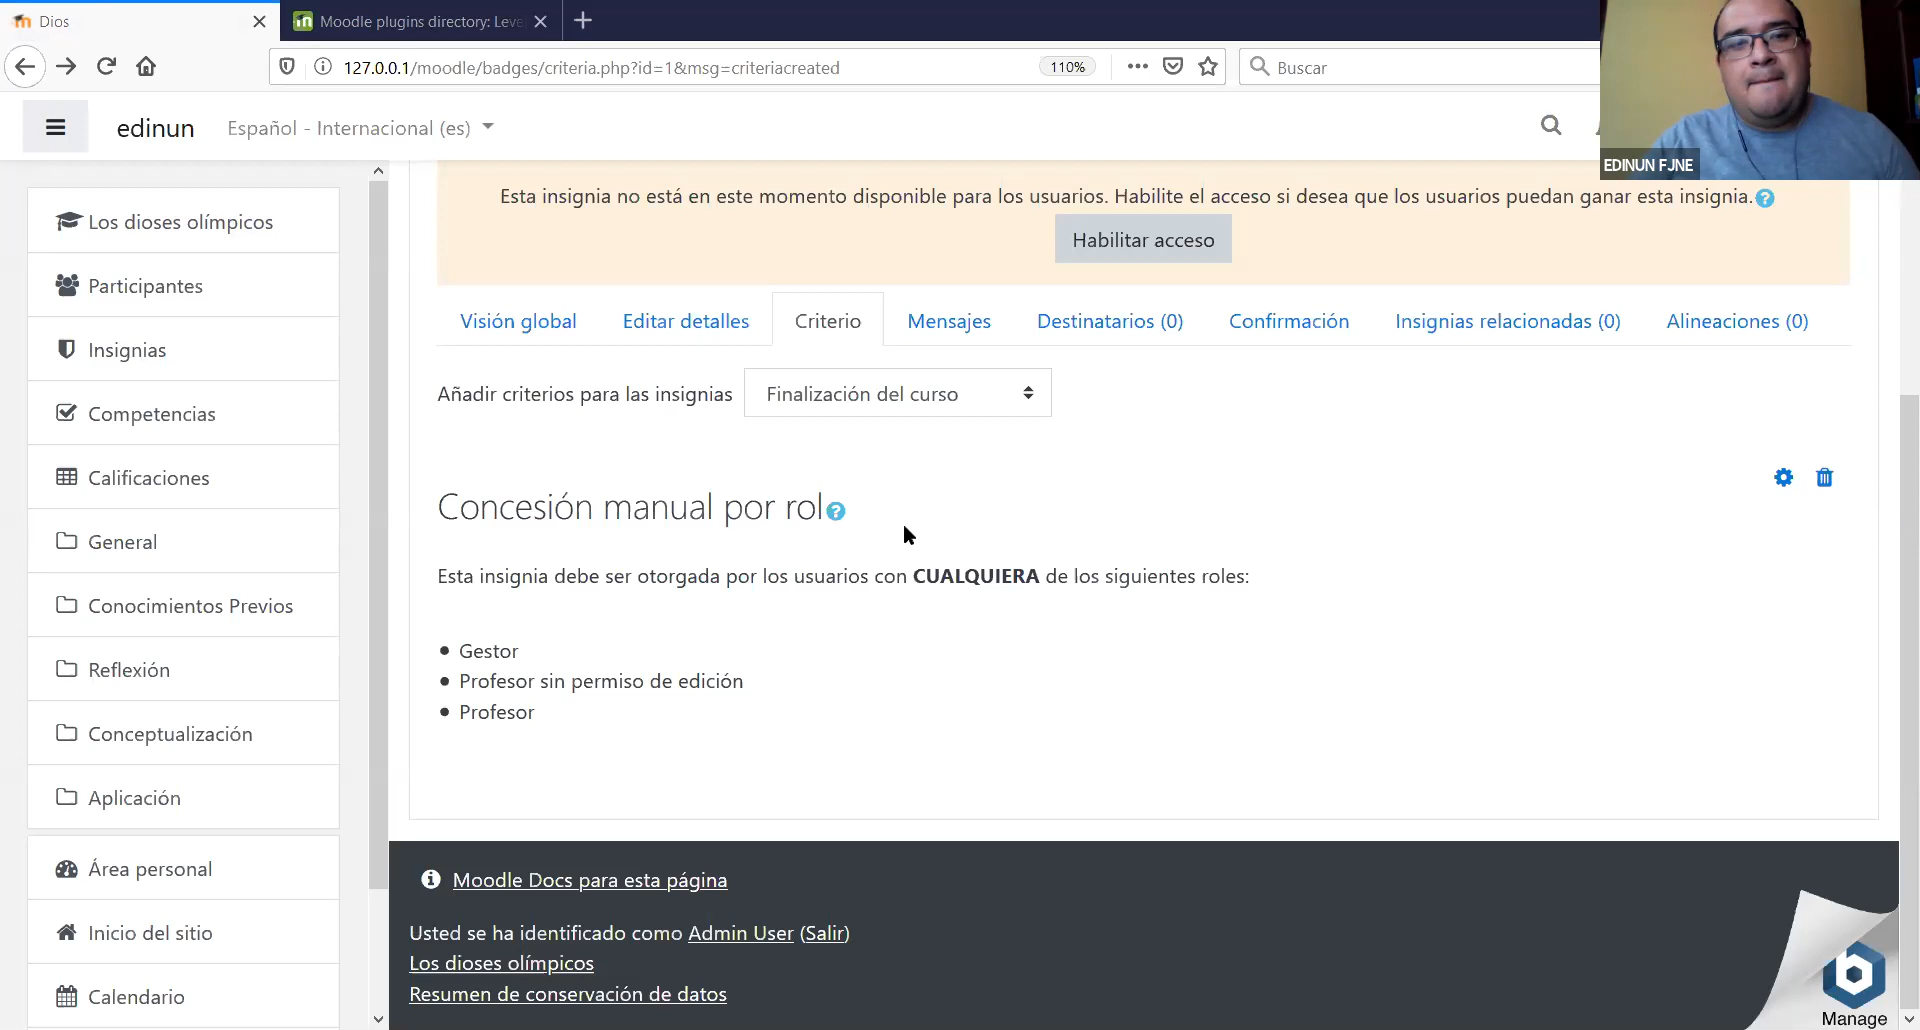 Dios
Moodle plugins directory: Leve
127.0.0.1/moodle/badges/criteria.php?id=1&msg=criteriacreated
110%
Buscar
edinun
Español - Internacional (es)
EDINUN FJNE
Los dioses olímpicos
Participantes
Insignias
Competencias
Calificaciones
General
Conocimientos Previos
Reflexión
Conceptualización
Aplicación
Área personal
Inicio del sitio
Calendario
Esta insignia no está en este momento disponible para los usuarios. Habilite el acceso si desea que los usuarios puedan ganar esta insignia.
Habilitar acceso
Visión global Editar detalles Criterio Mensajes Destinatarios (0) Confirmación Insignias relacionadas (0) Alineaciones (0)
Añadir criterios para las insignias Finalización del curso
Concesión manual por rol
Esta insignia debe ser otorgada por los usuarios con CUALQUIERA de los siguientes roles:
• Gestor
• Profesor sin permiso de edición
• Profesor
Moodle Docs para esta página
Usted se ha identificado como Admin User (Salir)
Los dioses olímpicos
Resumen de conservación de datos
Manage